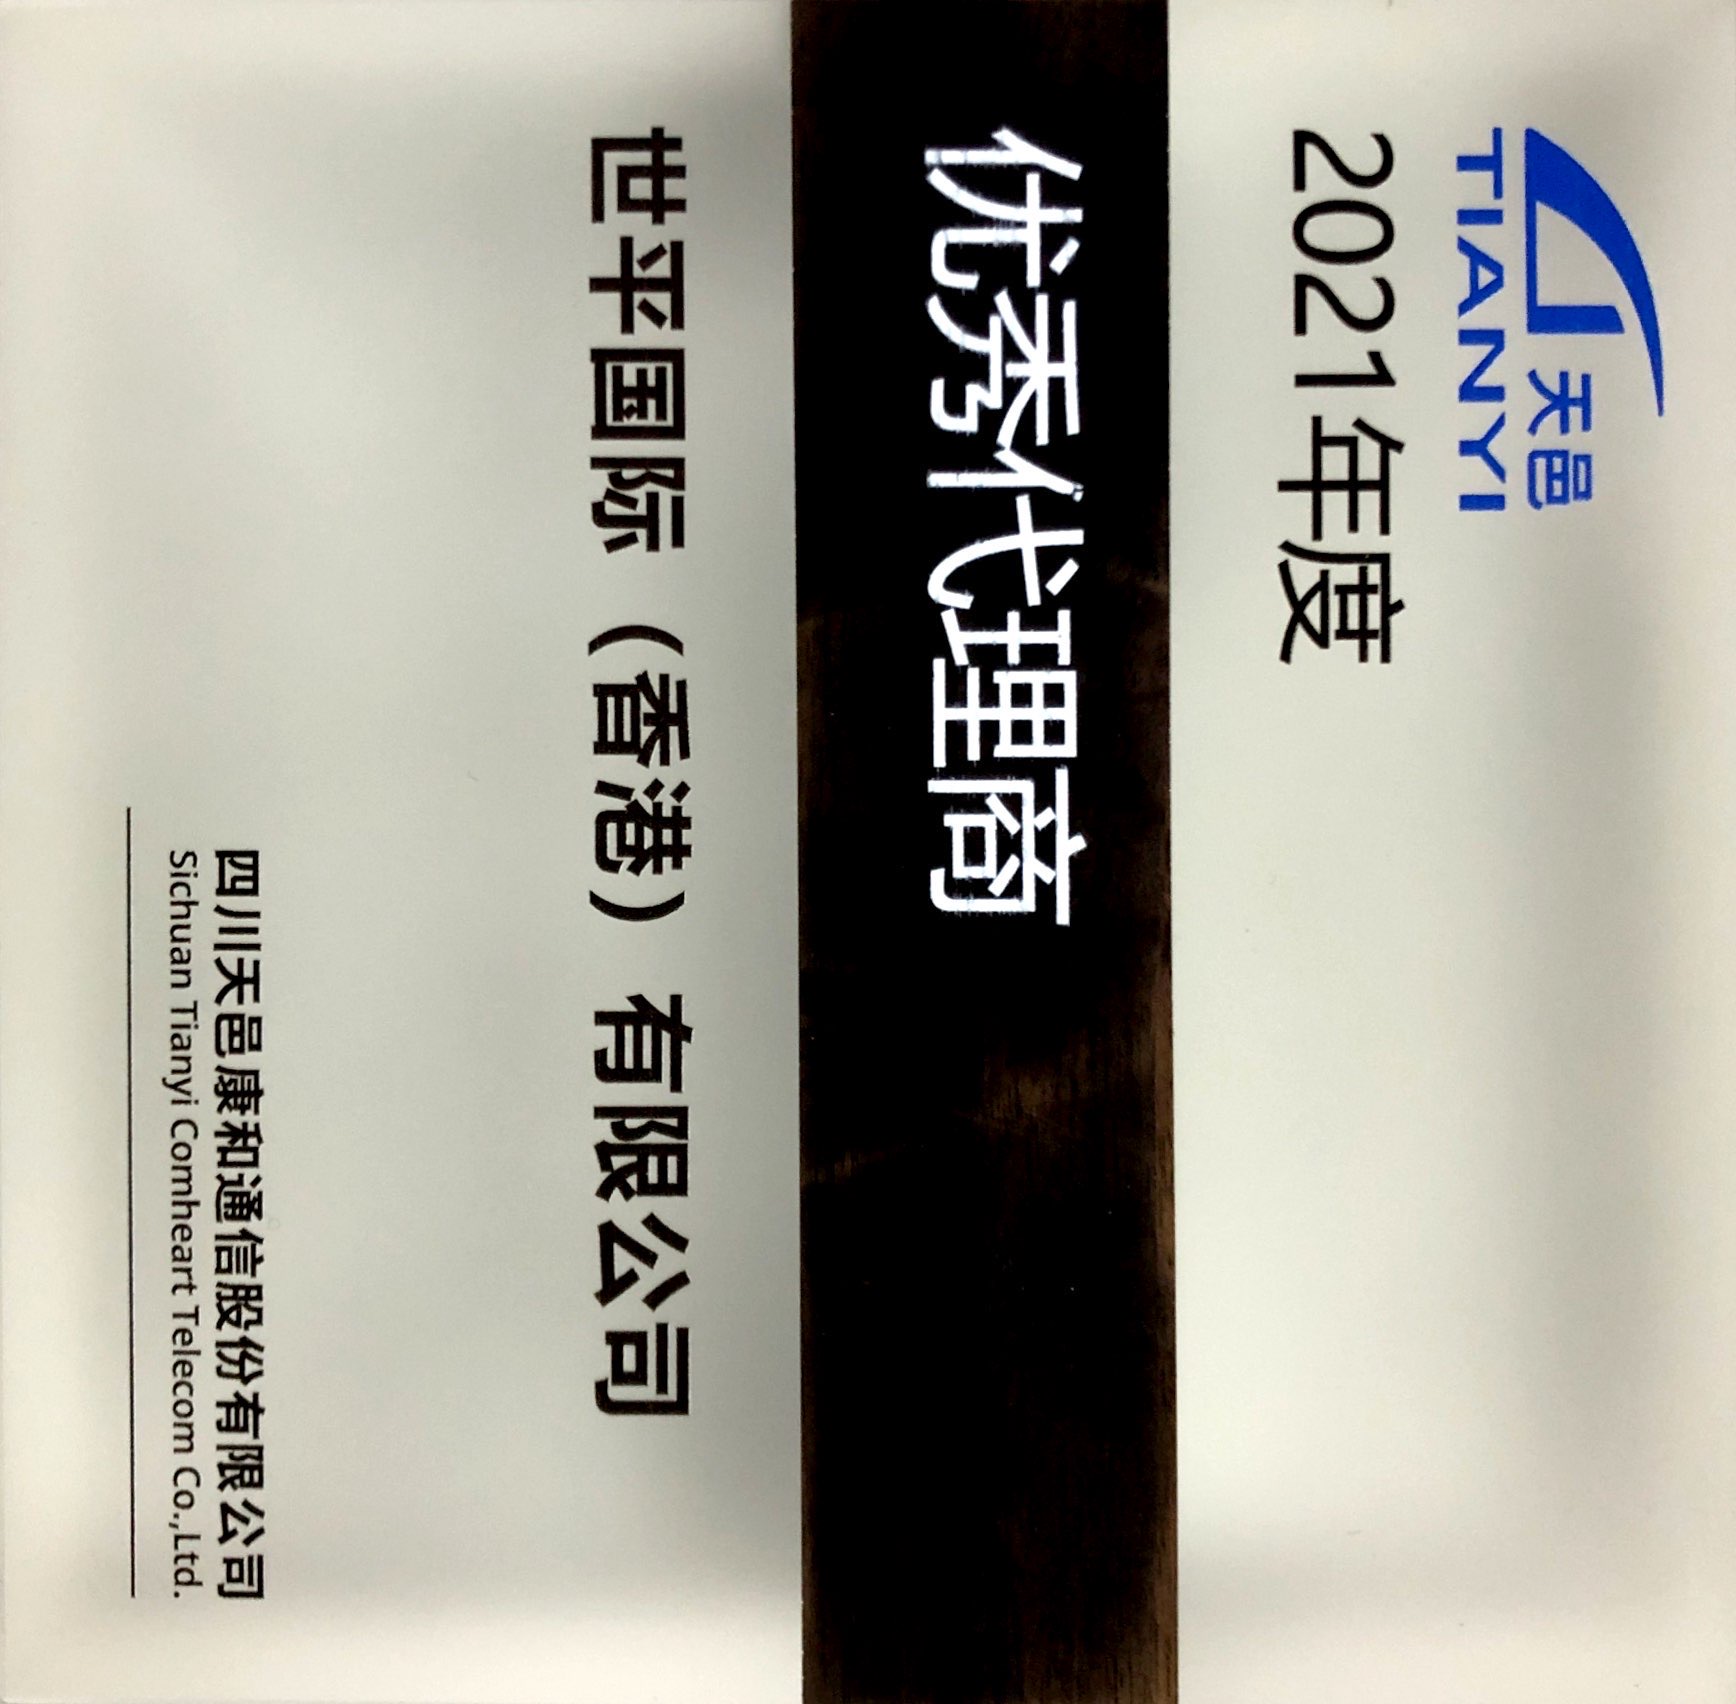 天邑
TIANYI
2021年度
优秀代理商
世平国际（香港）有限公司
四川天邑康和通信股份有限公司
Sichuan Tianyi Comheart Telecom Co.,Ltd.